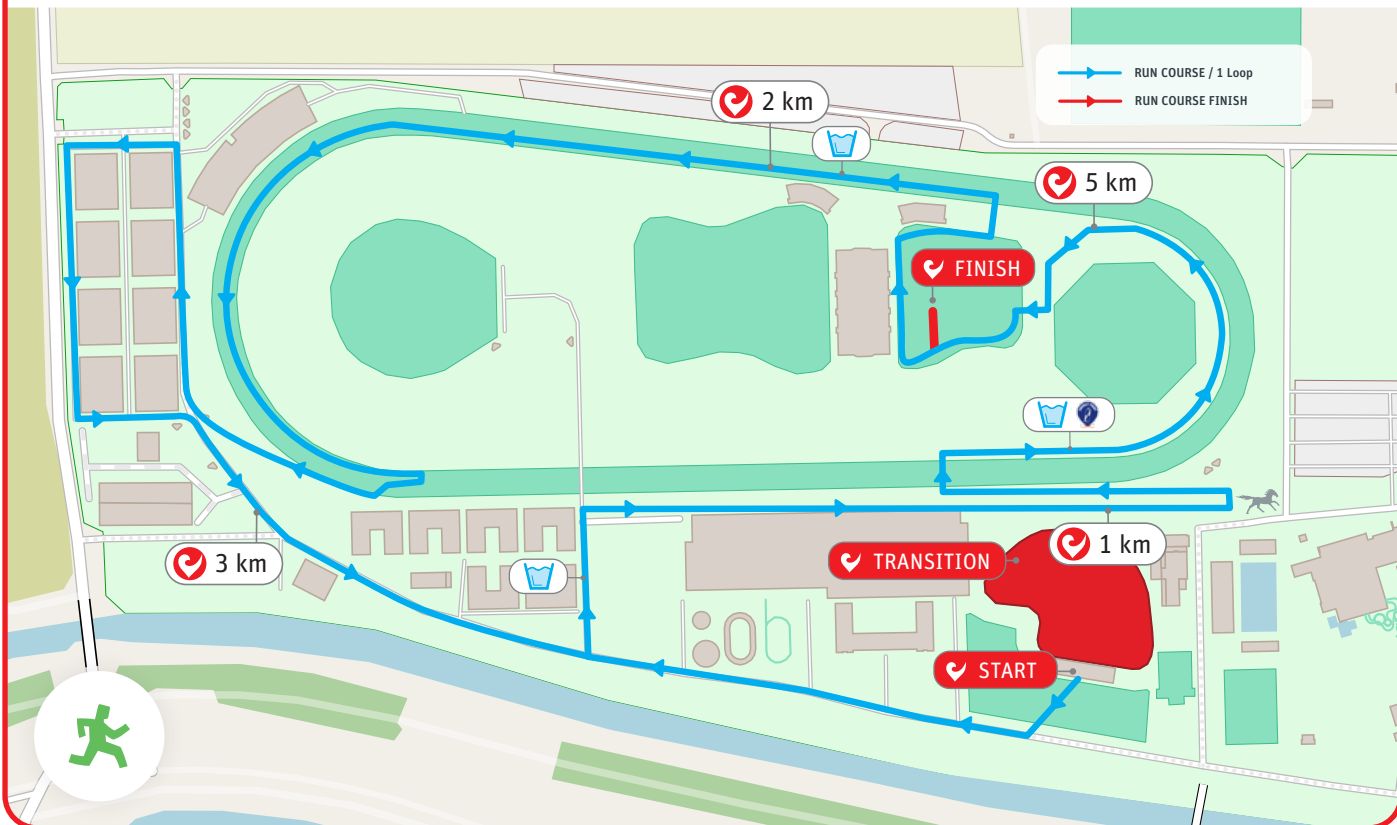 RUN COURSE / 1 Loop
RUN COURSE FINISH
2 km
5 km
FINISH
1 km
TRANSITION
3 km
START